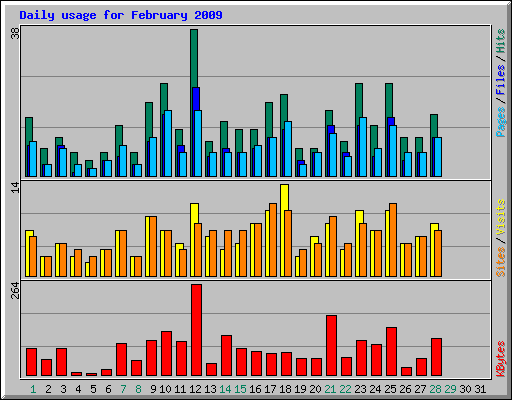 Daily usage for February 2009
38
Pages / Files / Hits
14
Sites / Visits
264
KBytes
1 2 3 4 5 6 7 8 9 10 11 12 13 14 15 16 17 18 19 20 21 22 23 24 25 26 27 28 29 30 31